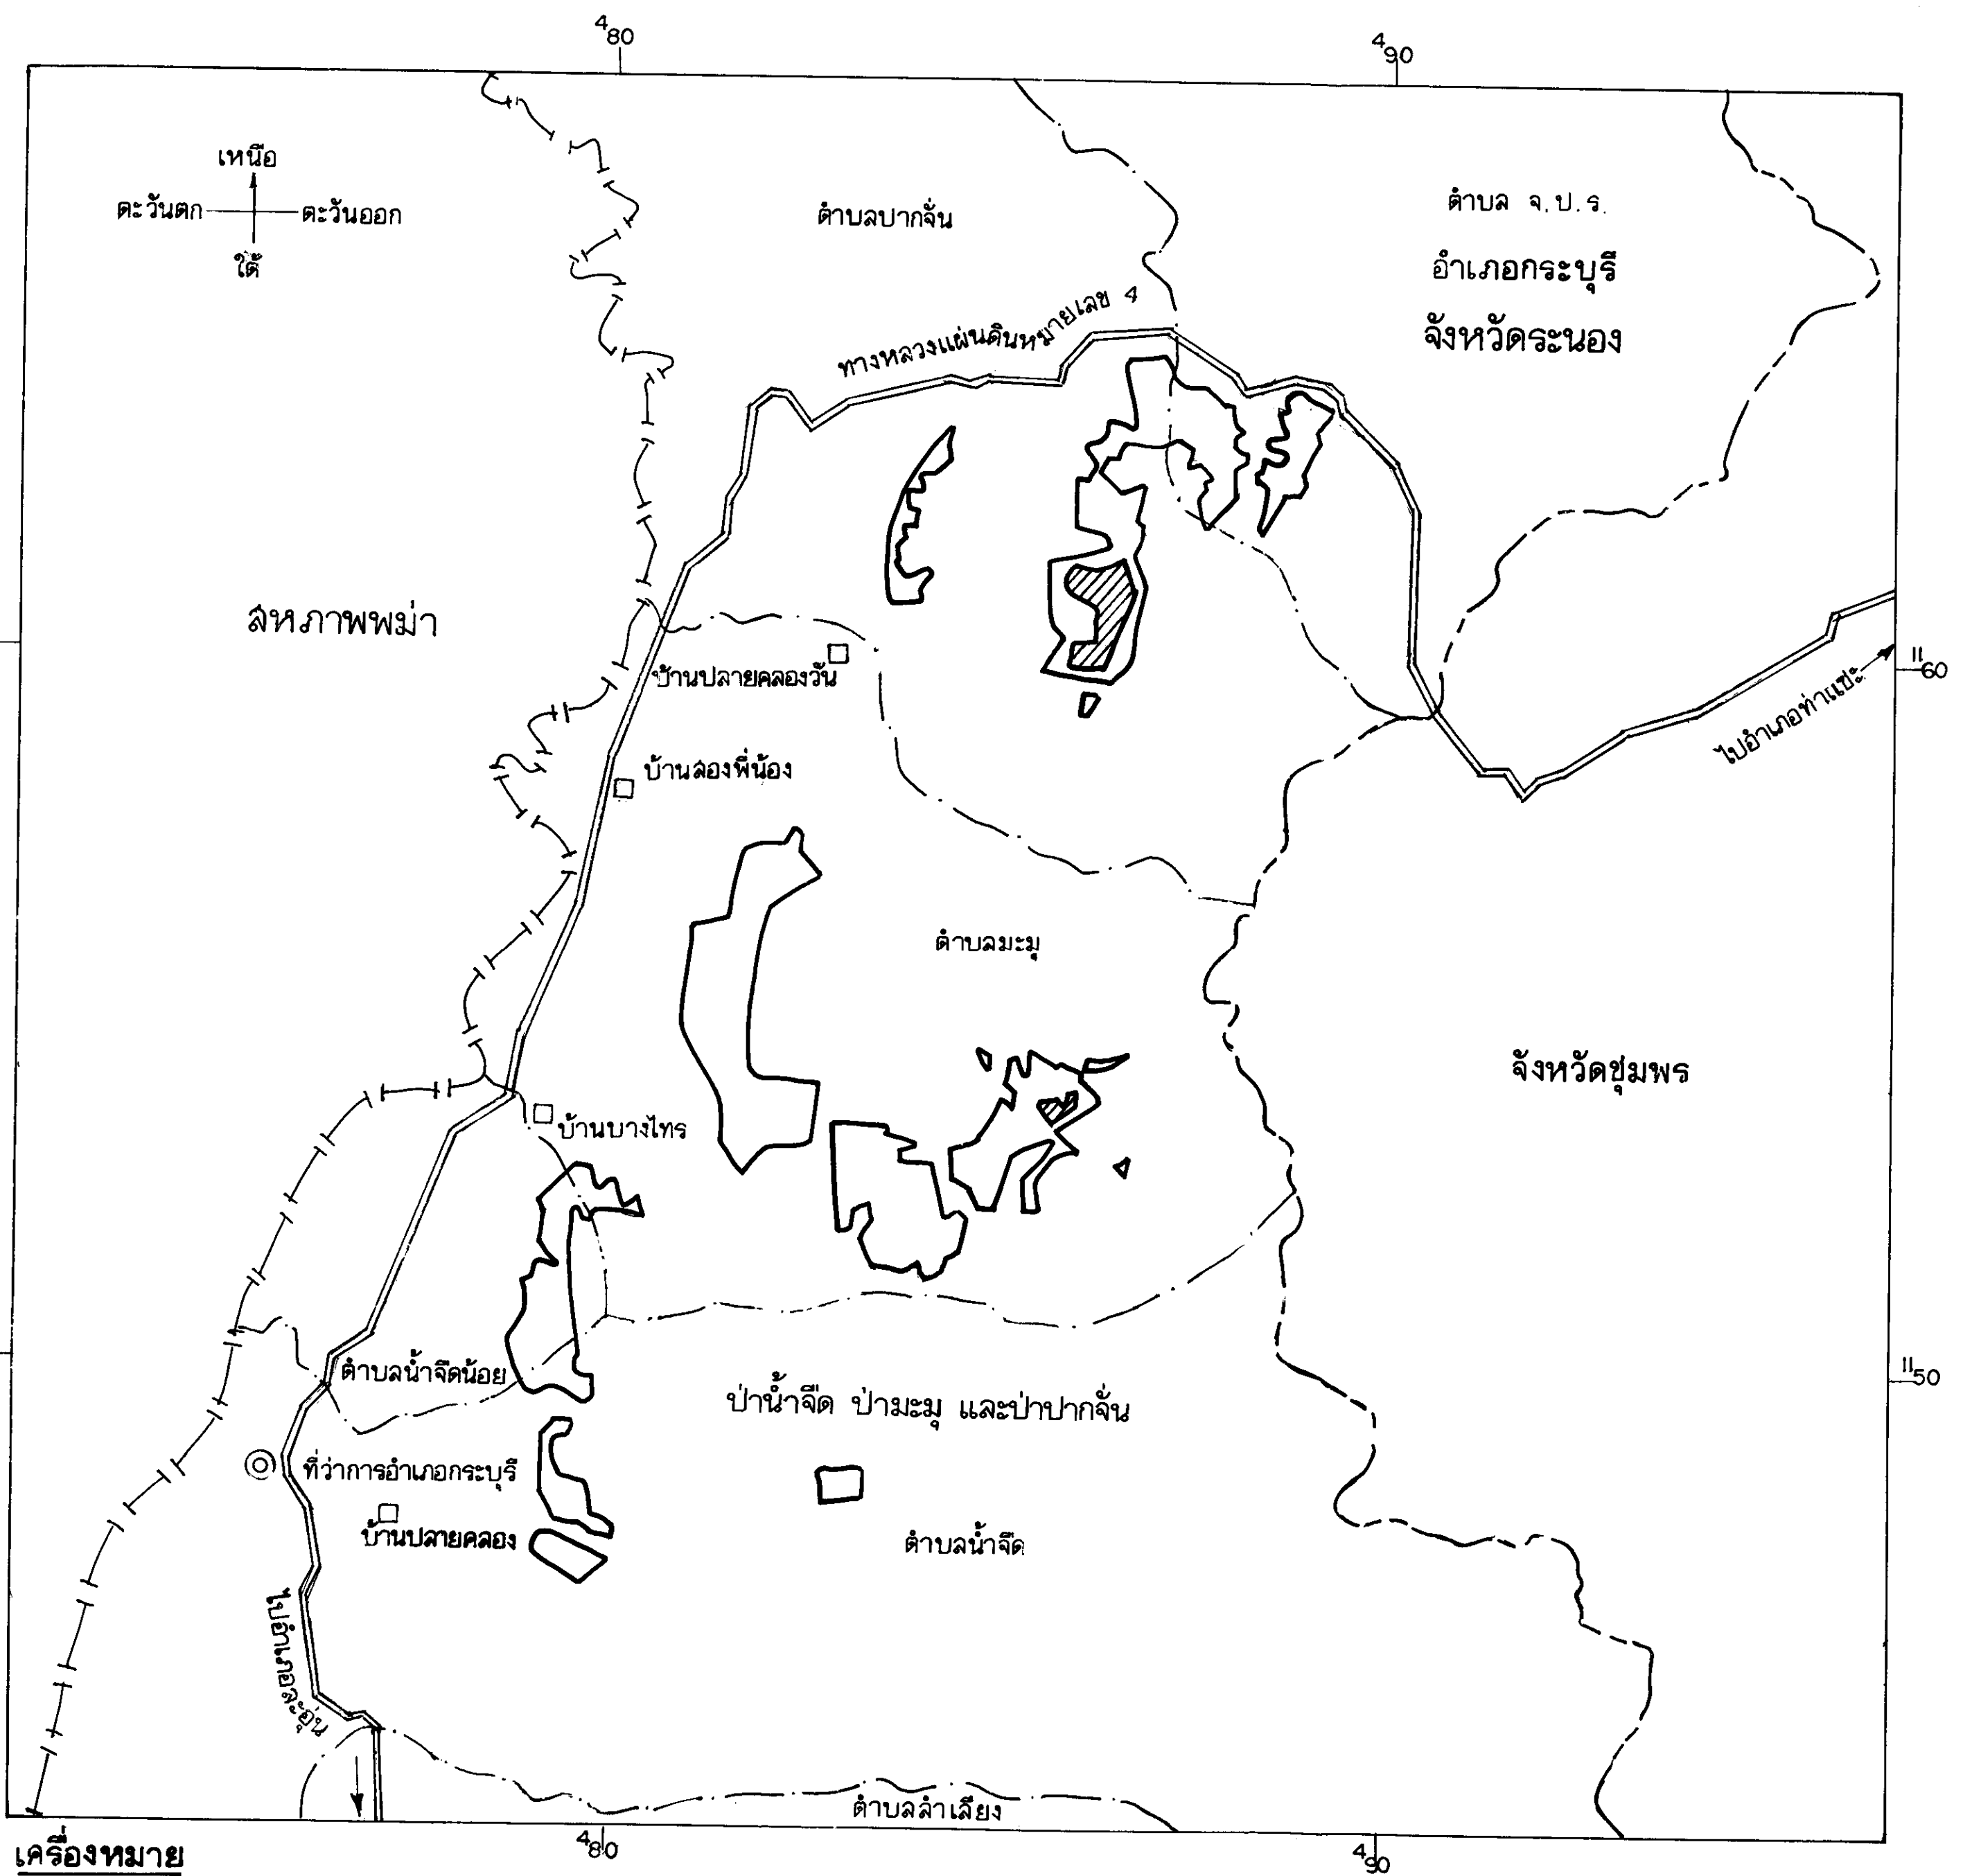 480
490
เหนือ
ตะวันตก
ตะวันออก
ใต้
ตำบลปากจั่น
ตำบล จ.ป.ร.
อำเภอกระบุรี
จังหวัดระนอง
ทางหลวงแผ่นดินหมายเลข 4
สหภาพพม่า
บ้านปลายคลองวัน
1160
ไปอำเภอท่าแซะ
บ้านสองพี่น้อง
ตำบลมะมุ
จังหวัดชุมพร
บ้านบางไทร
ตำบลน้ำจืดน้อย
1150
ป่าน้ำจืด ป่ามะมุ และป่าปากจั่น
ที่ว่าการอำเภอกระบุรี
บ้านปลายคลอง
ตำบลน้ำจืด
ไปอำเภอละอุ่น
ตำบลลำเลียง
480
490
เครื่องหมาย